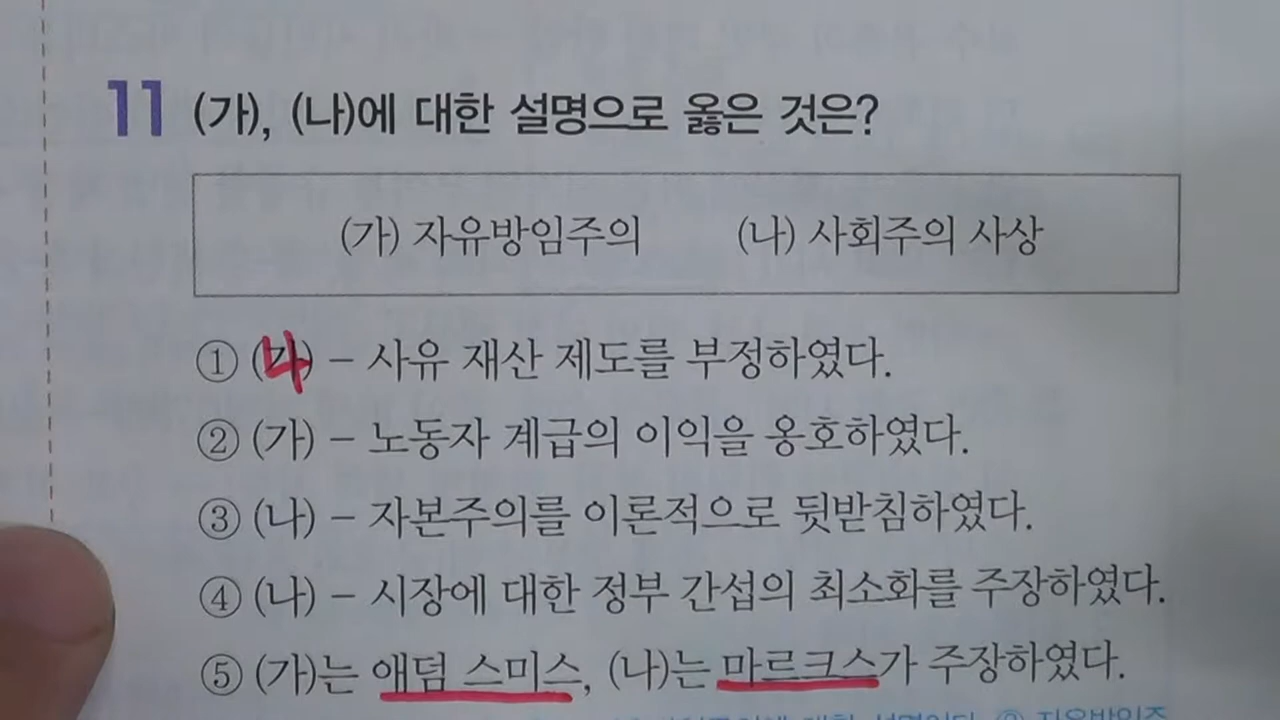 11 (가), (나)에 대한 설명으로 옳은 것은?
(가) 자유방임주의 (나) 사회주의 사상
① (나) – 사유 재산 제도를 부정하였다.
② (가) – 노동자 계급의 이익을 옹호하였다.
③ (나) – 자본주의를 이론적으로 뒷받침하였다.
④ (나) – 시장에 대한 정부 간섭의 최소화를 주장하였다.
⑤ (가)는 애덤 스미스, (나)는 마르크스가 주장하였다.